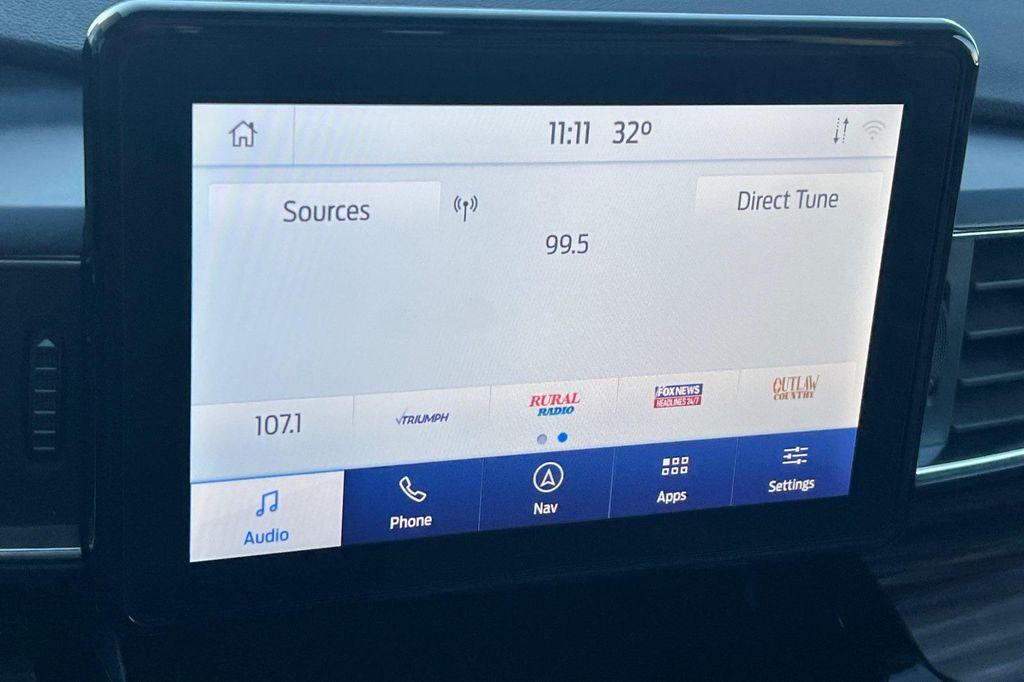 11:11 32º
Sources
Direct Tune
99.5
107.1
TRIUMPH
RURAL
RADIO
FOX NEWS
HEADLINES 24/7
OUTLAW
COUNTRY
Audio
Phone
Nav
Apps
Settings